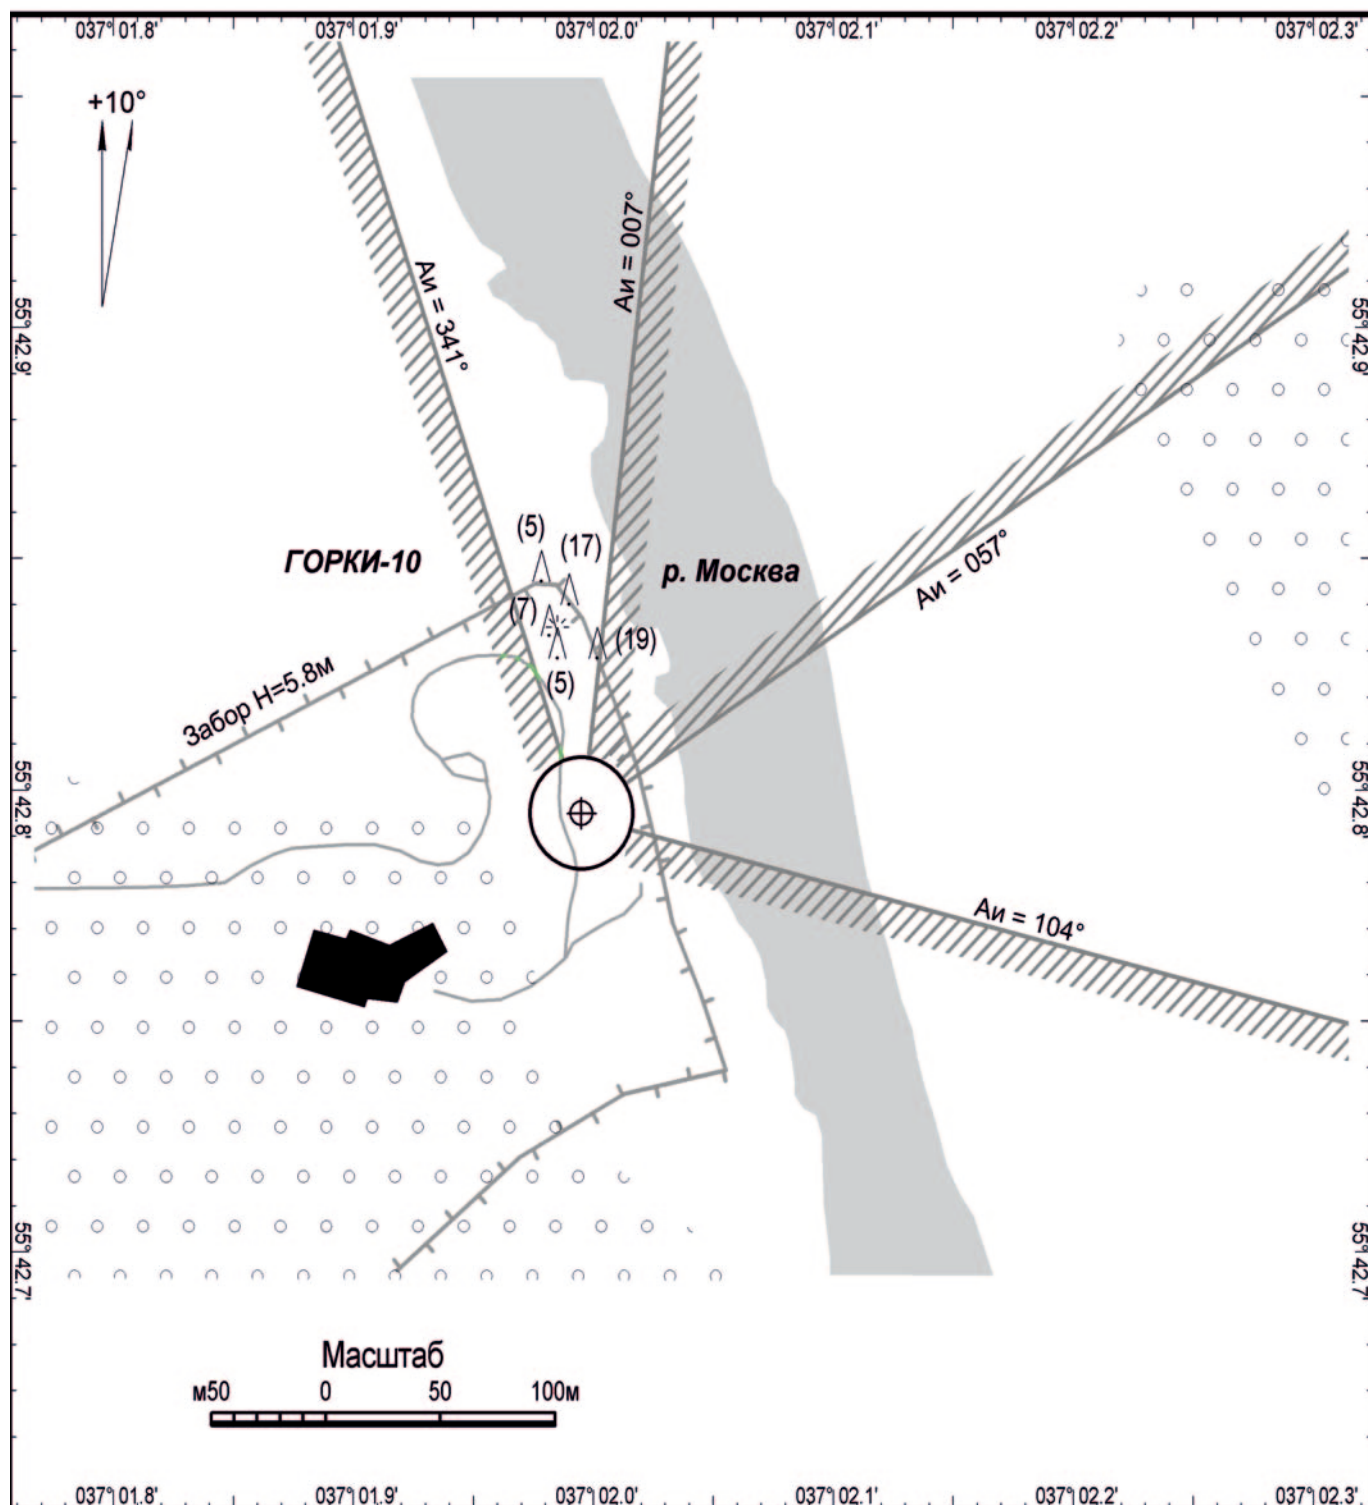 037° 01.8' 037° 01.9' 037° 02.0' 037° 02.1' 037° 02.2' 037° 02.3'
+10°
Аи = 007°
Аи = 341°
55° 42.9' 55° 42.9'
(5)
(17)
ГОРКИ-10 р. Москва
Аи = 057°
(7)
(19)
(5)
Забор Н=5.8м
55° 42.8' 55° 42.8'
Аи = 104°
55° 42.7' 55° 42.7'
Масштаб
м50 0 50 100м
037° 01.8' 037° 01.9' 037° 02.0' 037° 02.1' 037° 02.2' 037° 02.3'